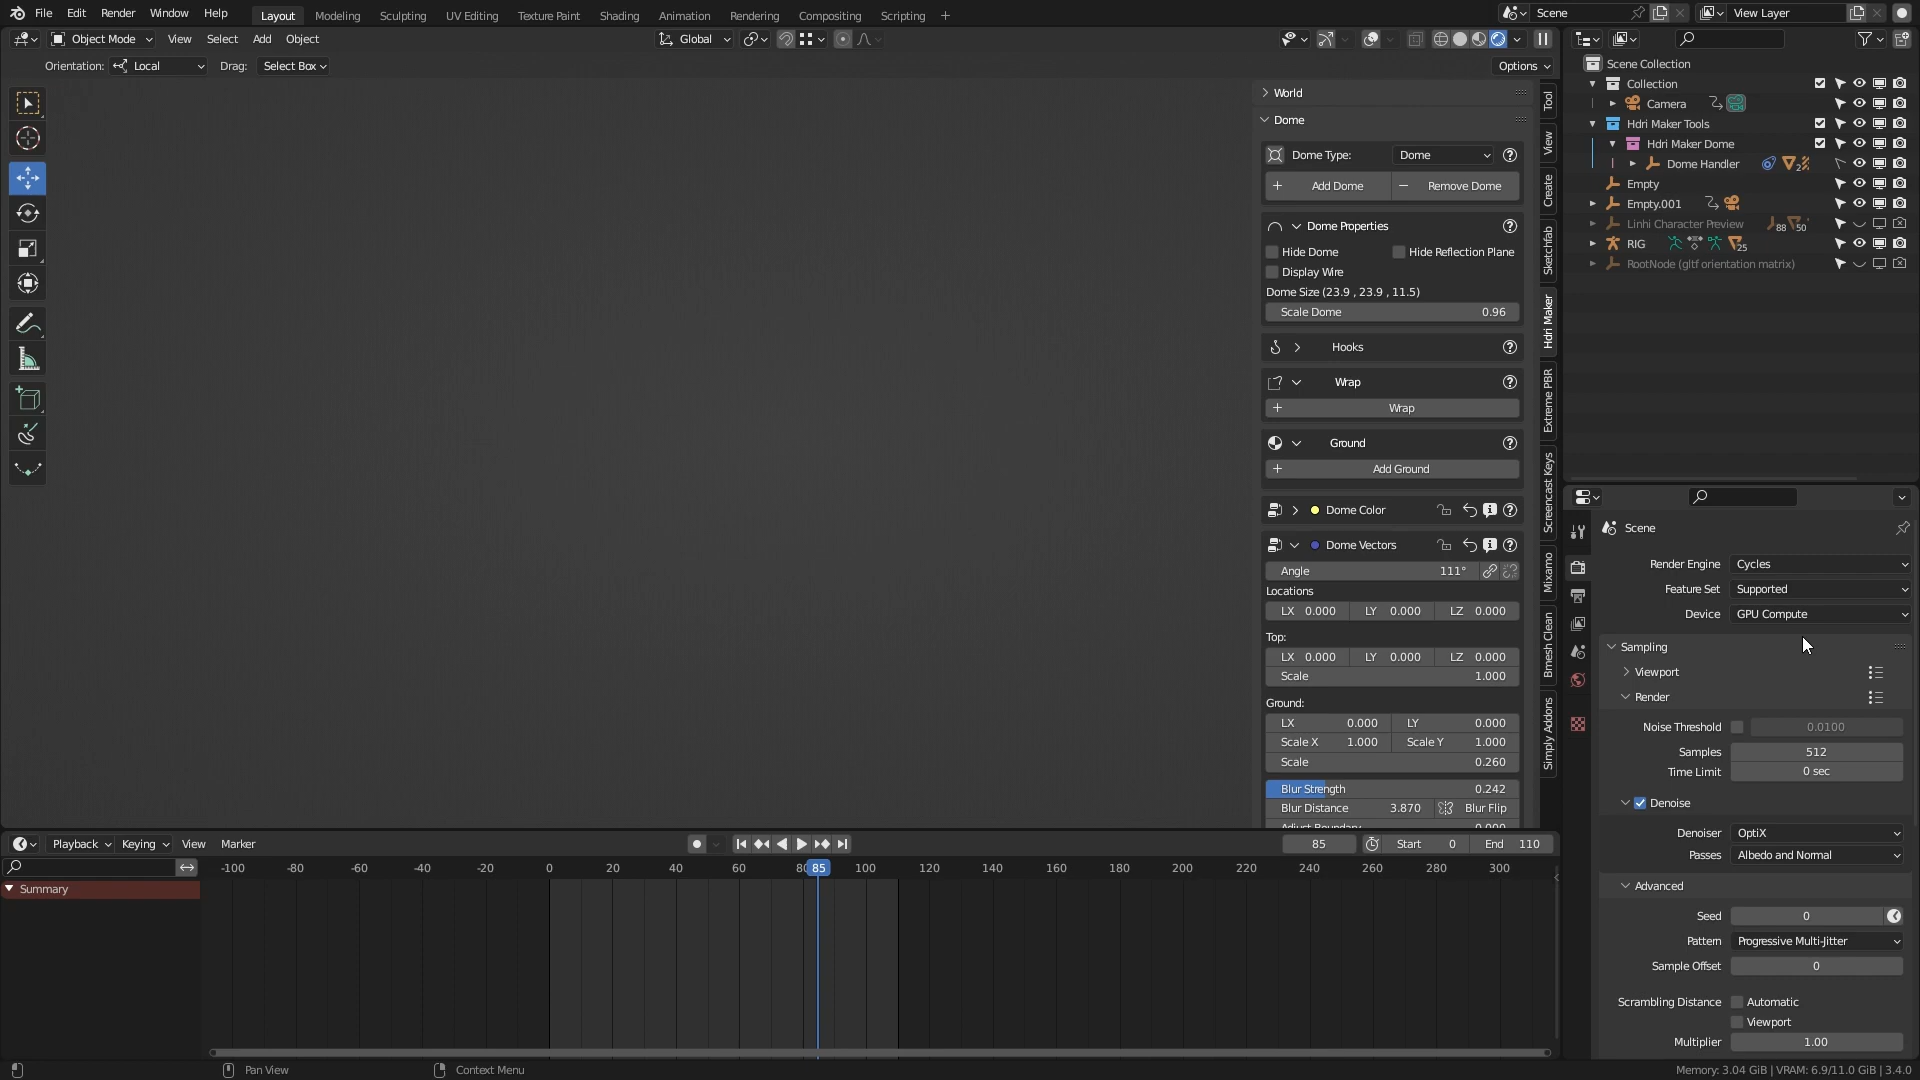 File Edit Render Window Help Layout Modeling Sculpting UV Editing Texture Paint Shading Animation Rendering Compositing Scripting + Scene View Layer
Object Mode View Select Add Object Global
Orientation: Local Drag: Select Box Options
World
Dome
Dome Type: Dome
+ Add Dome − Remove Dome
Dome Properties
Hide Dome Hide Reflection Plane
Display Wire
Dome Size (23.9 , 23.9 , 11.5)
Scale Dome 0.96
Hooks
Wrap
+ Wrap
Ground
+ Add Ground
Dome Color
Dome Vectors
Angle 111°
Locations
LX 0.000 LY 0.000 LZ 0.000
Top:
LX 0.000 LY 0.000 LZ 0.000
Scale 1.000
Ground:
LX 0.000 LY 0.000
Scale X 1.000 Scale Y 1.000
Scale 0.260
Blur Strength 0.242
Blur Distance 3.870 Blur Flip
Tool
View
Create
Sketchfab
Hdri Maker
Extreme PBR
Screencast Keys
Mixamo
Bmesh Clean
Simply Addons
Scene Collection
Collection
Camera
Hdri Maker Tools
Hdri Maker Dome
Dome Handler 2
Empty
Empty.001
Linhi Character Preview 88 50
RIG 25
RootNode (gltf orientation matrix)
Scene
Render Engine Cycles
Feature Set Supported
Device GPU Compute
Sampling
Viewport
Render
Noise Threshold 0.0100
Samples 512
Time Limit 0 sec
Denoise
Denoiser OptiX
Passes Albedo and Normal
Advanced
Seed 0
Pattern Progressive Multi-Jitter
Sample Offset 0
Scrambling Distance Automatic
Viewport
Multiplier 1.00
Playback Keying View Marker 85 Start 0 End 110
-100 -80 -60 -40 -20 0 20 40 60 80 85 100 120 140 160 180 200 220 240 260 280 300
Summary
Pan View Context Menu Memory: 3.04 GiB | VRAM: 6.9/11.0 GiB | 3.4.0